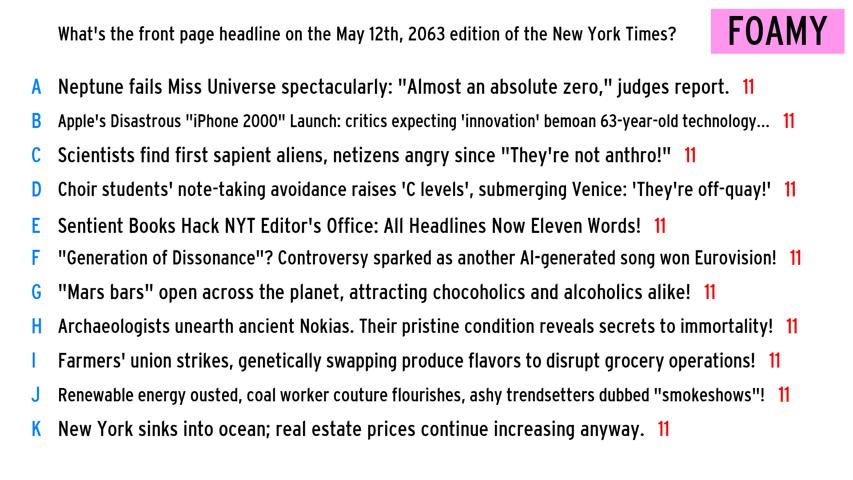 What's the front page headline on the May 12th, 2063 edition of the New York Times?
FOAMY
A Neptune fails Miss Universe spectacularly: "Almost an absolute zero," judges report. 11
B Apple's Disastrous "iPhone 2000" Launch: critics expecting 'innovation' bemoan 63-year-old technology... 11
C Scientists find first sapient aliens, netizens angry since "They're not anthro!" 11
D Choir students' note-taking avoidance raises 'C levels', submerging Venice: 'They're off-quay!' 11
E Sentient Books Hack NYT Editor's Office: All Headlines Now Eleven Words! 11
F "Generation of Dissonance"? Controversy sparked as another AI-generated song won Eurovision! 11
G "Mars bars" open across the planet, attracting chocoholics and alcoholics alike! 11
H Archaeologists unearth ancient Nokias. Their pristine condition reveals secrets to immortality! 11
I Farmers' union strikes, genetically swapping produce flavors to disrupt grocery operations! 11
J Renewable energy ousted, coal worker couture flourishes, ashy trendsetters dubbed "smokeshows"! 11
K New York sinks into ocean; real estate prices continue increasing anyway. 11